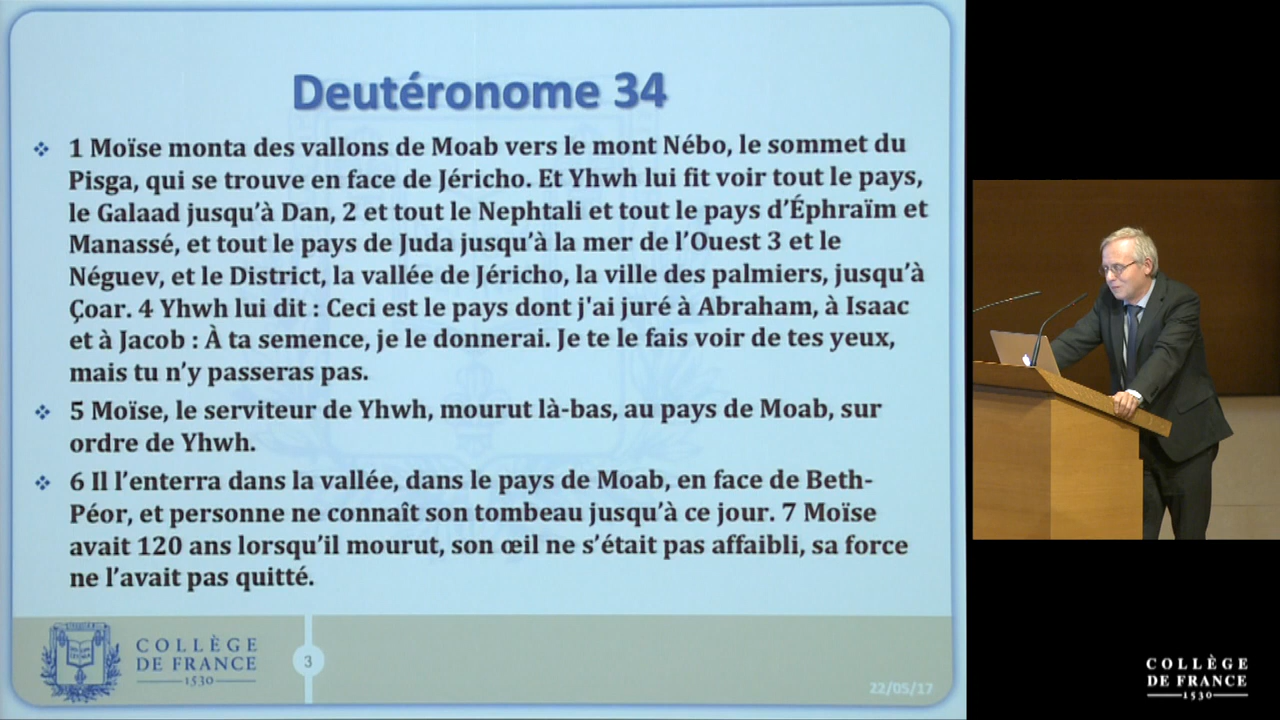 Deutéronome 34
1 Moïse monta des vallons de Moab vers le mont Nébo, le sommet du
Pisga, qui se trouve en face de Jéricho. Et Yhwh lui fit voir tout le pays,
le Galaad jusqu’à Dan, 2 et tout le Nephtali et tout le pays d’Éphraïm et
Manassé, et tout le pays de Juda jusqu’à la mer de l’Ouest 3 et le
Néguev, et le District, la vallée de Jéricho, la ville des palmiers, jusqu’à
Çoar. 4 Yhwh lui dit : Ceci est le pays dont j'ai juré à Abraham, à Isaac
et à Jacob : À ta semence, je le donnerai. Je te le fais voir de tes yeux,
mais tu n’y passeras pas.
5 Moïse, le serviteur de Yhwh, mourut là-bas, au pays de Moab, sur
ordre de Yhwh.
6 Il l’enterra dans la vallée, dans le pays de Moab, en face de Beth-
Péor, et personne ne connaît son tombeau jusqu’à ce jour. 7 Moïse
avait 120 ans lorsqu’il mourut, son œil ne s’était pas affaibli, sa force
ne l’avait pas quitté.
COLLÈGE
DE FRANCE
1530
3
22/05/17
COLLÈGE
DE FRANCE
1530